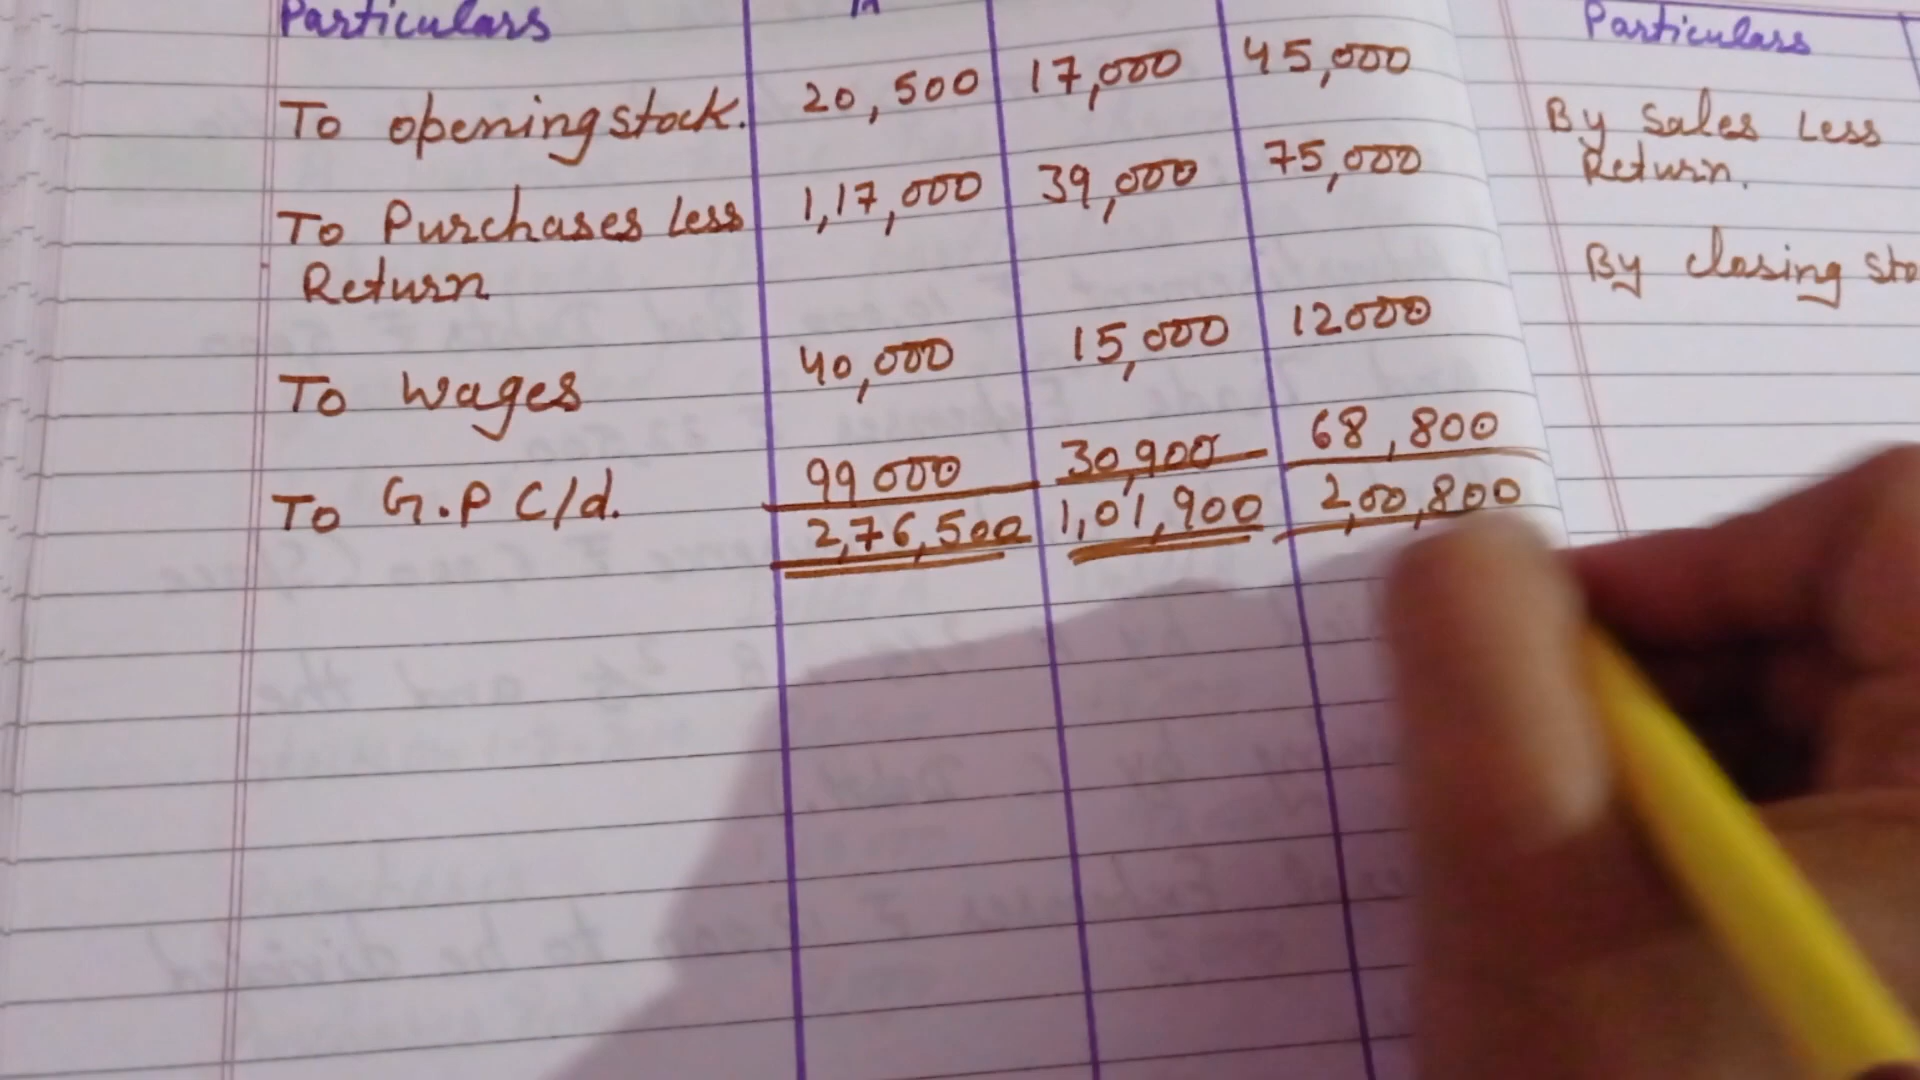 Particulars
To opening stock. 20,500 17,000 45,000
To Purchases Less 1,17,000 39,000 75,000
Return
To Wages 40,000 15,000 12000
To G.P C/d. 99000 30,900 68,800
2,76,500 1,01,900 2,00,800
Particulars
By Sales Less
Return.
By closing Sto